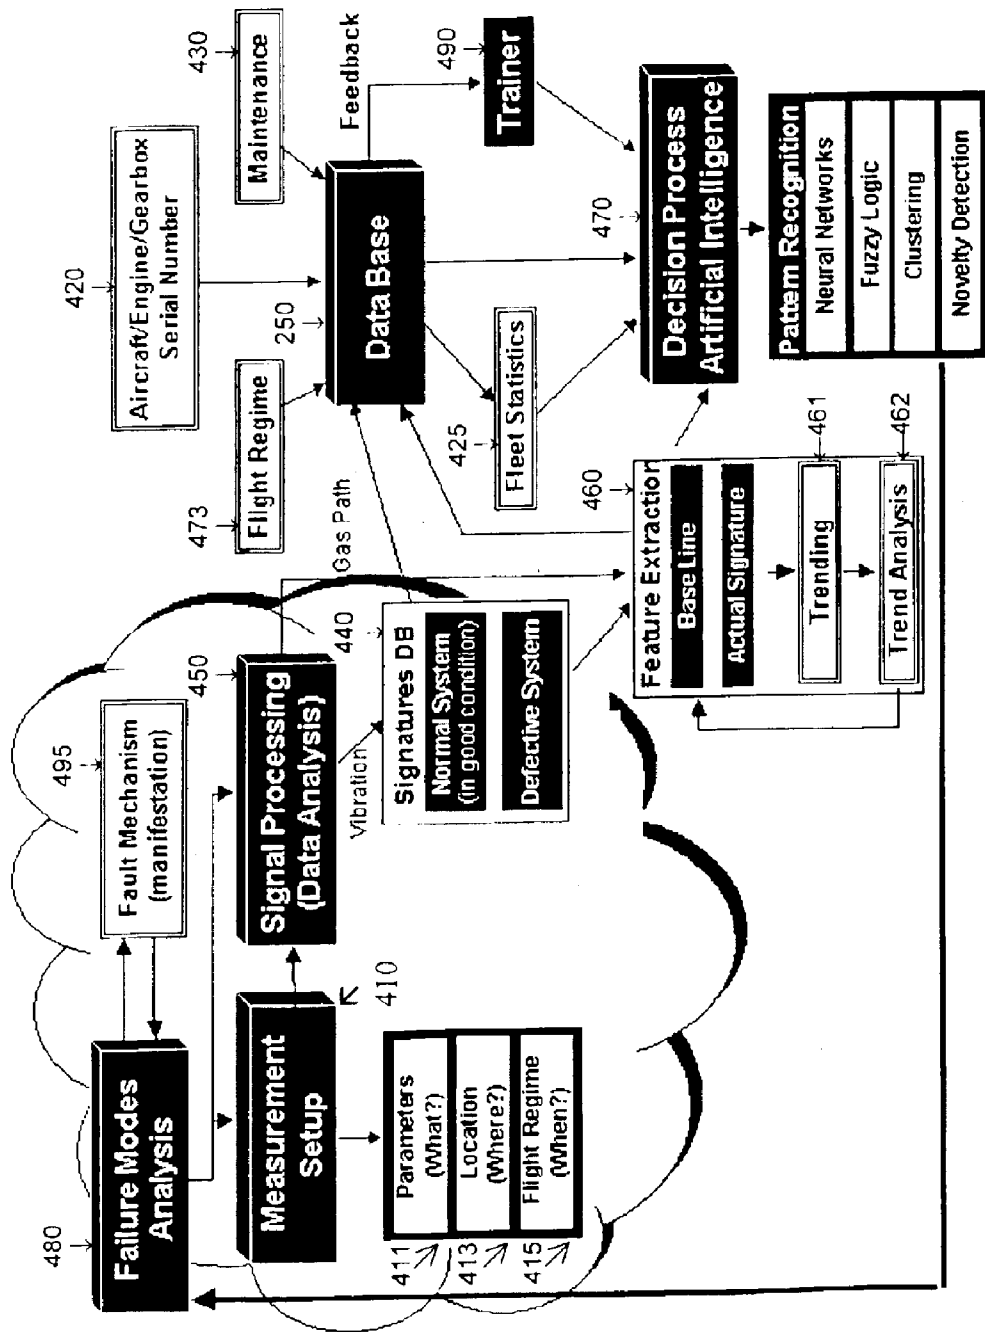 480
Failure Modes
Analysis
495
Fault Mechanism
(manifestation)
420
Aircraft/Engine/Gearbox
Serial Number
430
Maintenance
473
Flight Regime
Measurement
Setup
410
450
Signal Processing
(Data Analysis)
Gas Path
Vibration
250
Data Base
Feedback
490
Trainer
411
Parameters
(What?)
413
Location
(Where?)
415
Flight Regime
(When?)
440
Signatures DB
Normal System
(in good condition)
Defective System
425
Fleet Statistics
460
Feature Extraction
Base Line
Actual Signature
Trending
461
Trend Analysis
462
470
Decision Process
Artificial Intelligence
Pattern Recognition
Neural Networks
Fuzzy Logic
Clustering
Novelty Detection